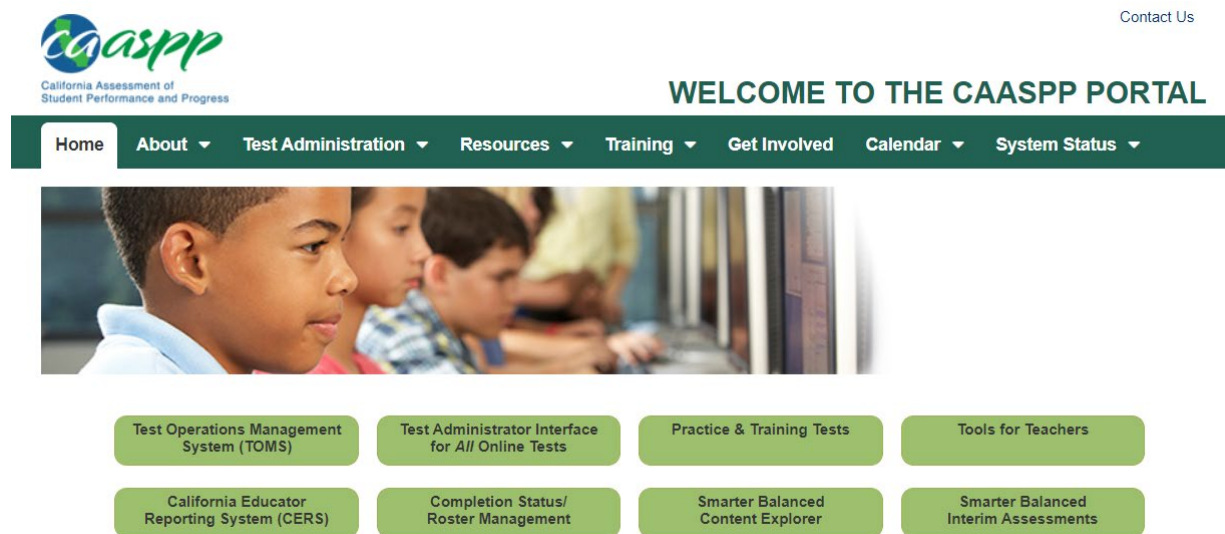 Contact Us
caaspp
California Assessment of
Student Performance and Progress
WELCOME TO THE CAASPP PORTAL
Home About Test Administration Resources Training Get Involved Calendar System Status
Test Operations Management
System (TOMS)
Test Administrator Interface
for All Online Tests
Practice & Training Tests
Tools for Teachers
California Educator
Reporting System (CERS)
Completion Status/
Roster Management
Smarter Balanced
Content Explorer
Smarter Balanced
Interim Assessments